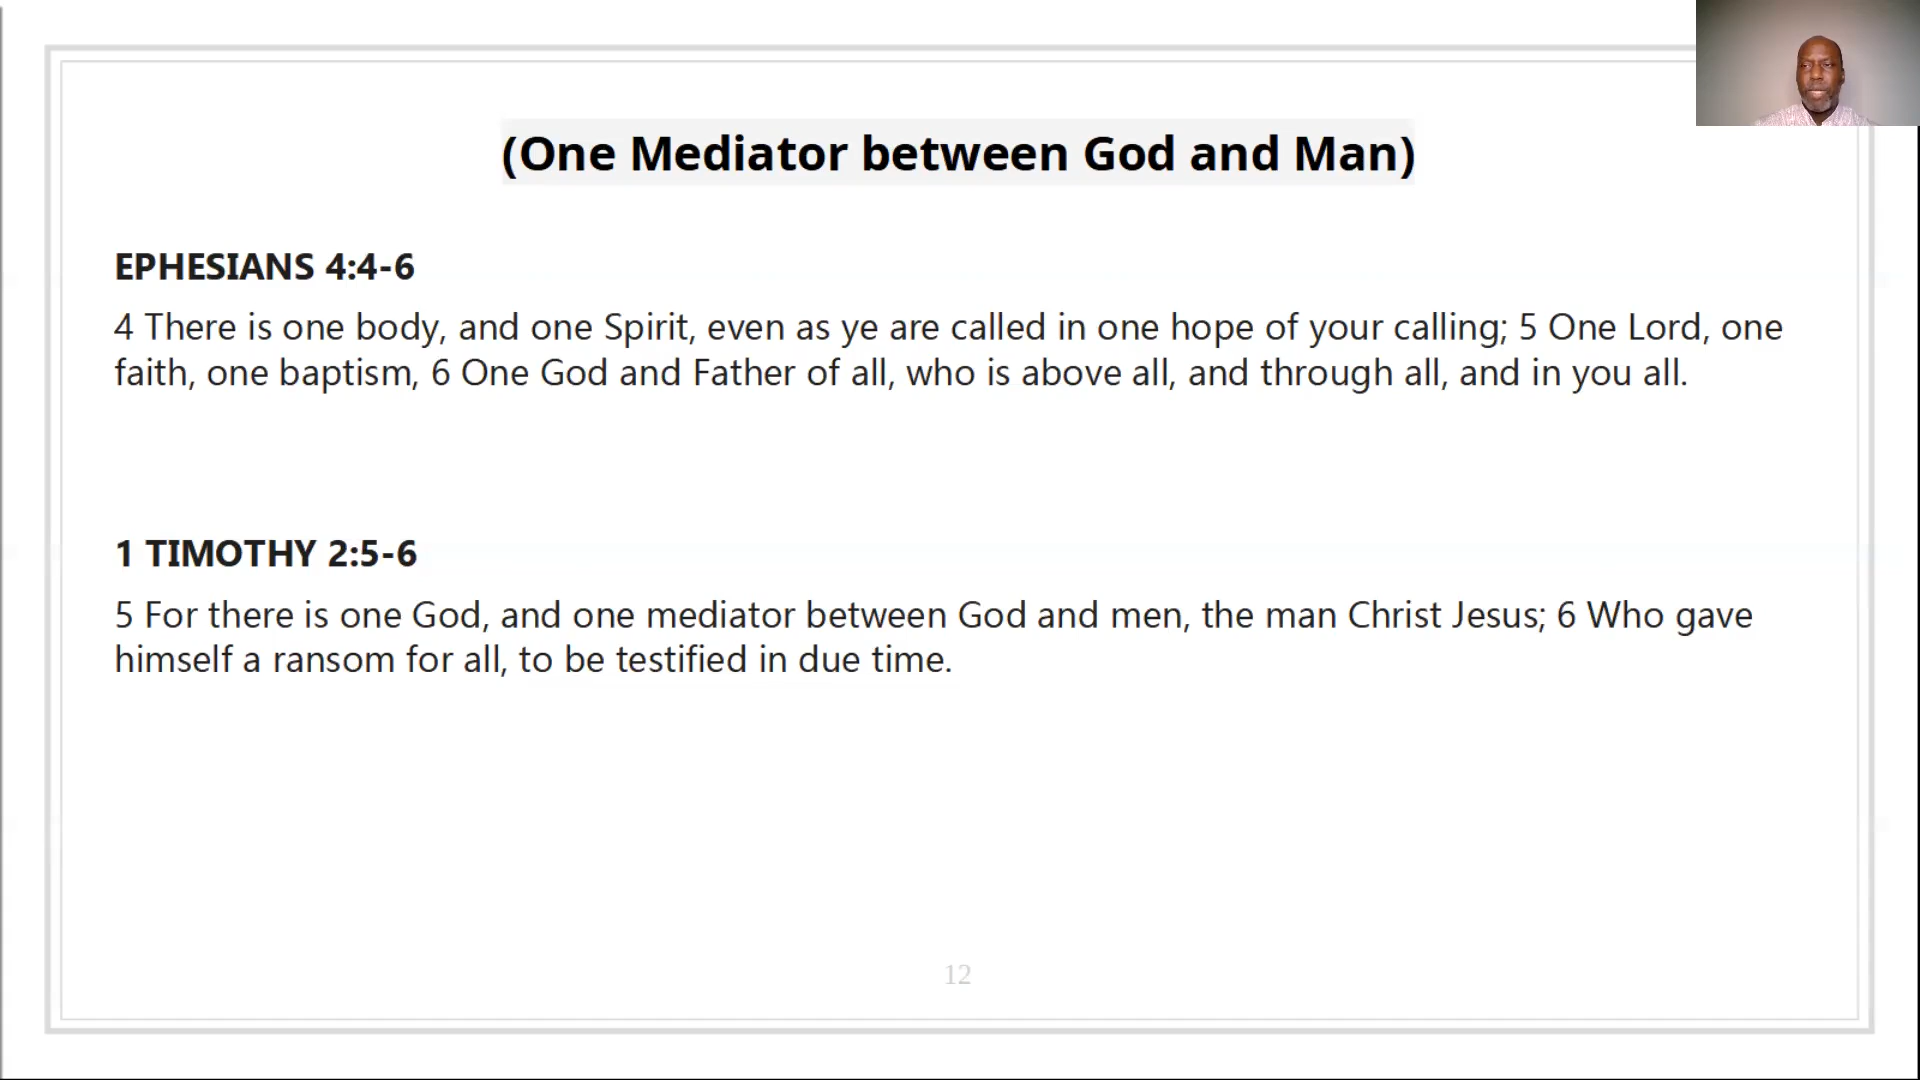 (One Mediator between God and Man)
EPHESIANS 4:4-6
4 There is one body, and one Spirit, even as ye are called in one hope of your calling; 5 One Lord, one
faith, one baptism, 6 One God and Father of all, who is above all, and through all, and in you all.
1 TIMOTHY 2:5-6
5 For there is one God, and one mediator between God and men, the man Christ Jesus; 6 Who gave
himself a ransom for all, to be testified in due time.
12